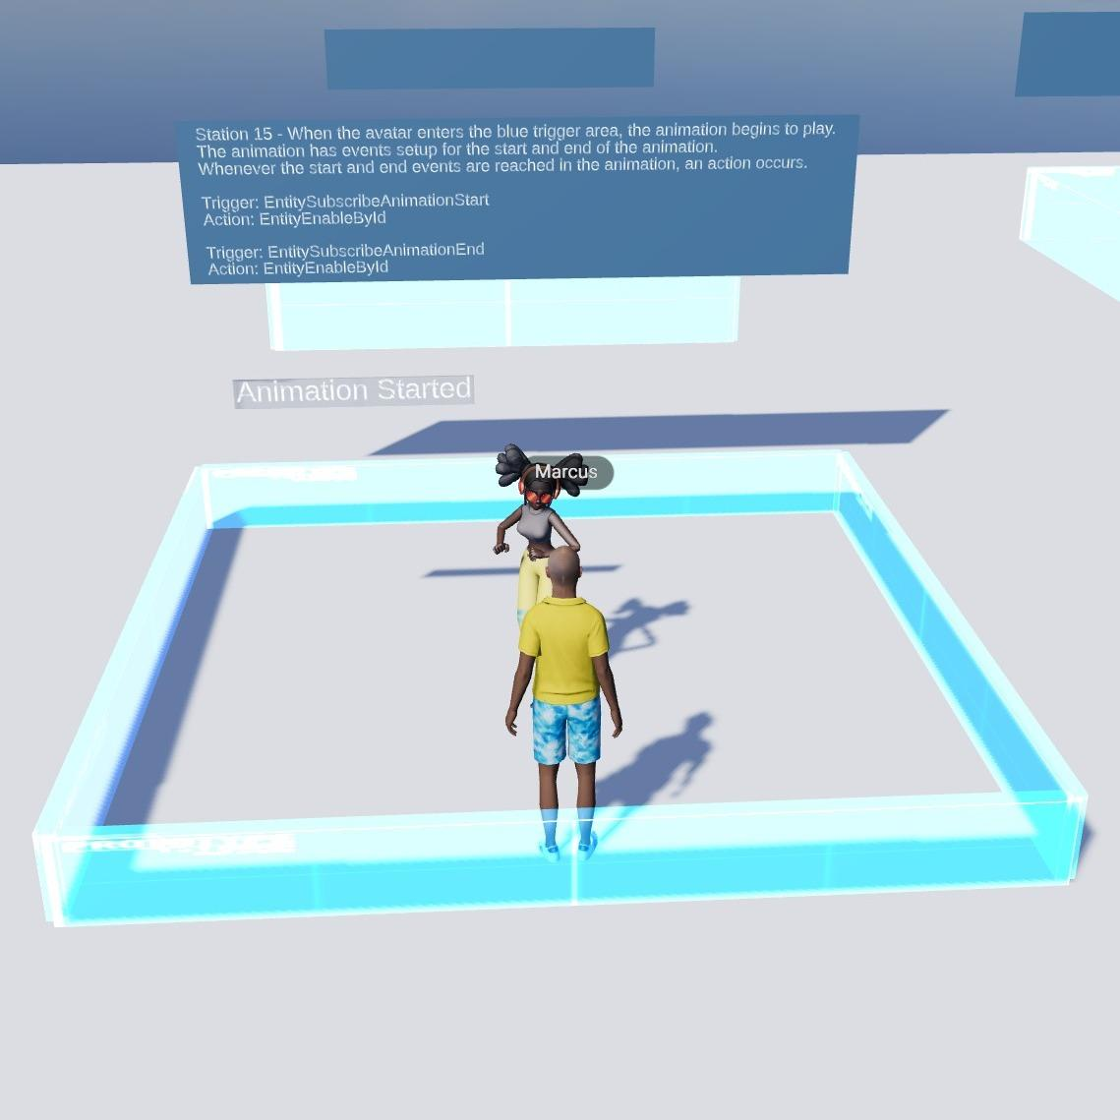 Station 15 - When the avatar enters the blue trigger area, the animation begins to play.
The animation has events setup for the start and end of the animation.
Whenever the start and end events are reached in the animation, an action occurs.
Trigger: EntitySubscribeAnimationStart
Action: EntityEnableById
Trigger: EntitySubscribeAnimationEnd
Action: EntityEnableById
Animation Started
Marcus